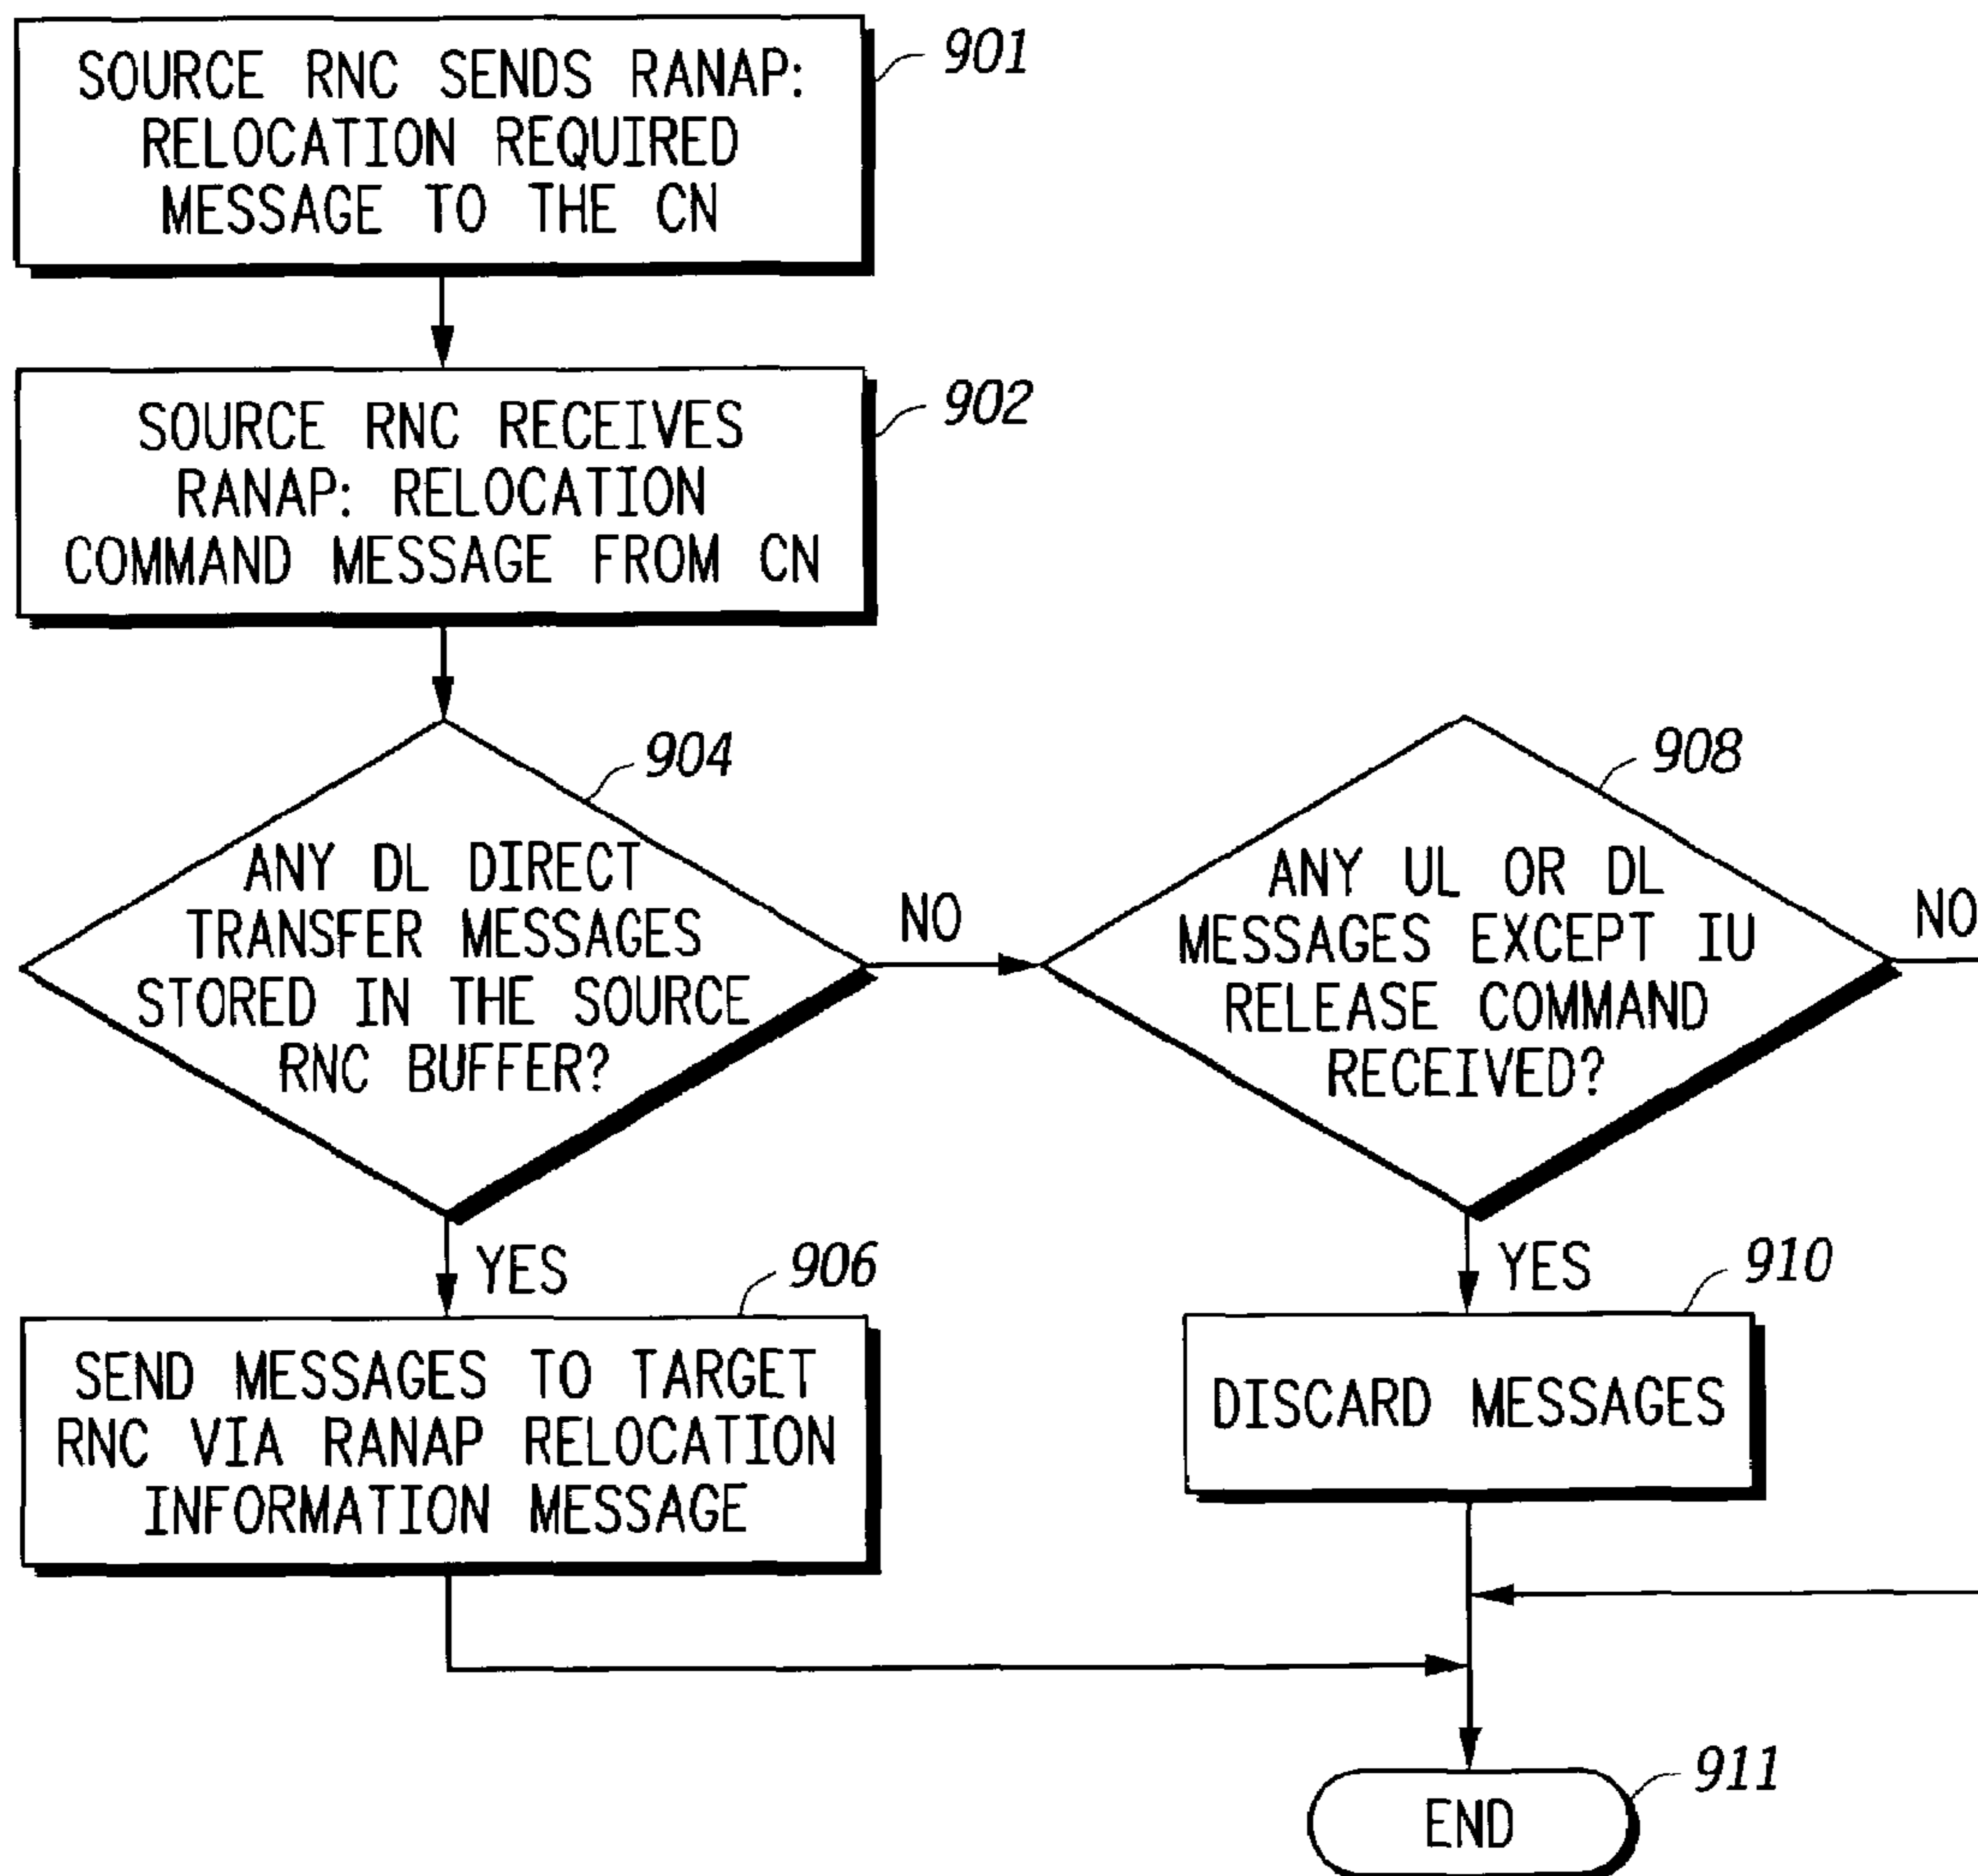 SOURCE RNC SENDS RANAP:
RELOCATION REQUIRED
MESSAGE TO THE CN
901
SOURCE RNC RECEIVES
RANAP: RELOCATION
COMMAND MESSAGE FROM CN
902
904
ANY DL DIRECT
TRANSFER MESSAGES
STORED IN THE SOURCE
RNC BUFFER?
NO
908
ANY UL OR DL
MESSAGES EXCEPT IU
RELEASE COMMAND
RECEIVED?
NO
YES
906
SEND MESSAGES TO TARGET
RNC VIA RANAP RELOCATION
INFORMATION MESSAGE
YES
910
DISCARD MESSAGES
911
END